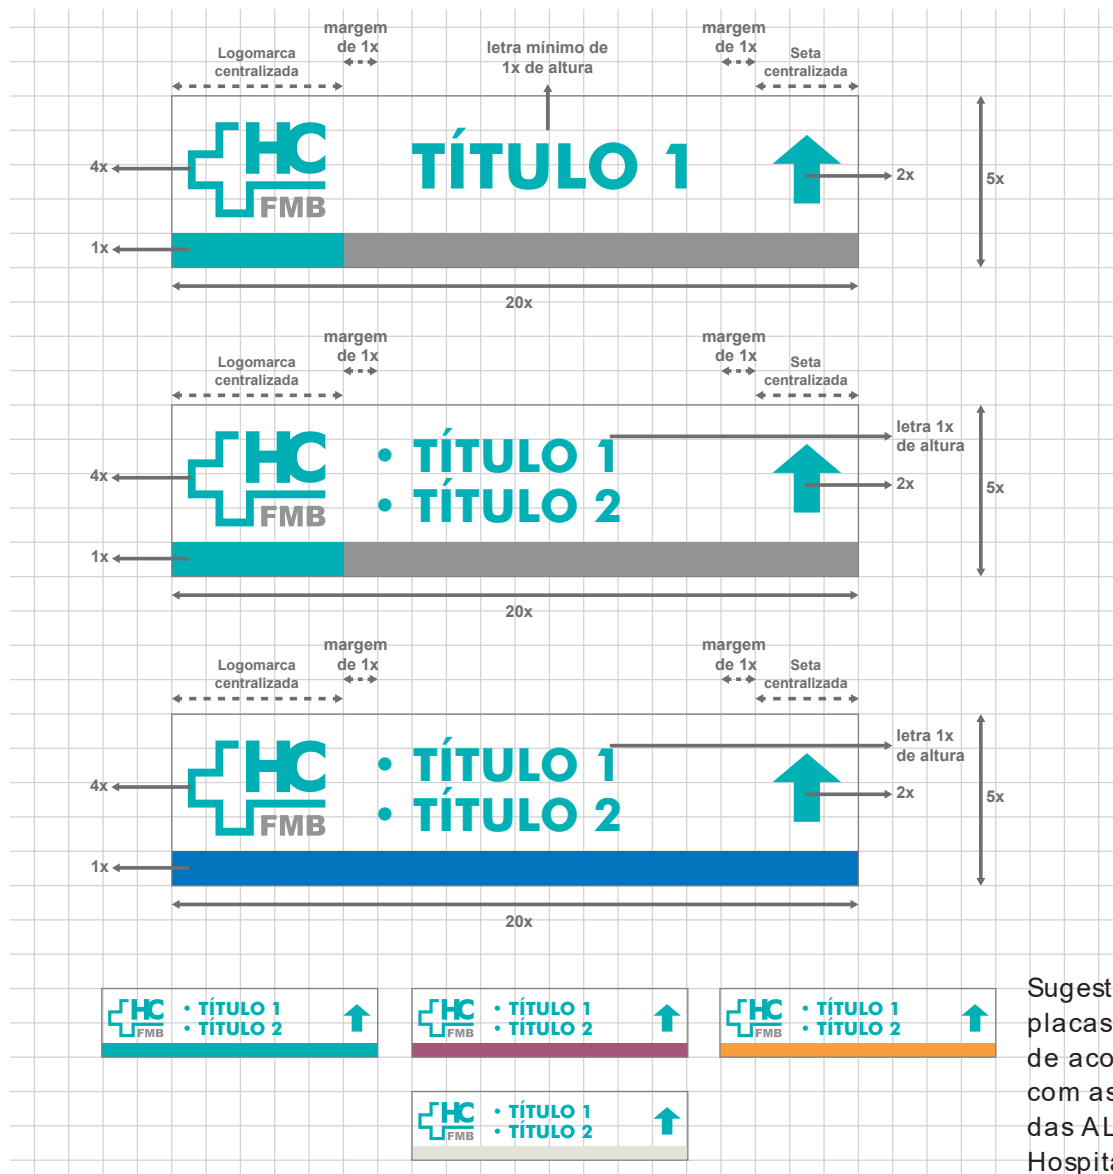 margem
de 1x
Logomarca
centralizada
letra mínimo de
1x de altura
margem
de 1x
Seta
centralizada
HC
FMB
TÍTULO 1
4x
2x
5x
1x
20x
margem
de 1x
Logomarca
centralizada
margem
de 1x
Seta
centralizada
letra 1x
de altura
HC
FMB
• TÍTULO 1
• TÍTULO 2
4x
2x
5x
1x
20x
margem
de 1x
Logomarca
centralizada
margem
de 1x
Seta
centralizada
letra 1x
de altura
HC
FMB
• TÍTULO 1
• TÍTULO 2
4x
2x
5x
1x
20x
HC
FMB
• TÍTULO 1
• TÍTULO 2
HC
FMB
• TÍTULO 1
• TÍTULO 2
HC
FMB
• TÍTULO 1
• TÍTULO 2
HC
FMB
• TÍTULO 1
• TÍTULO 2
placas
com as
das